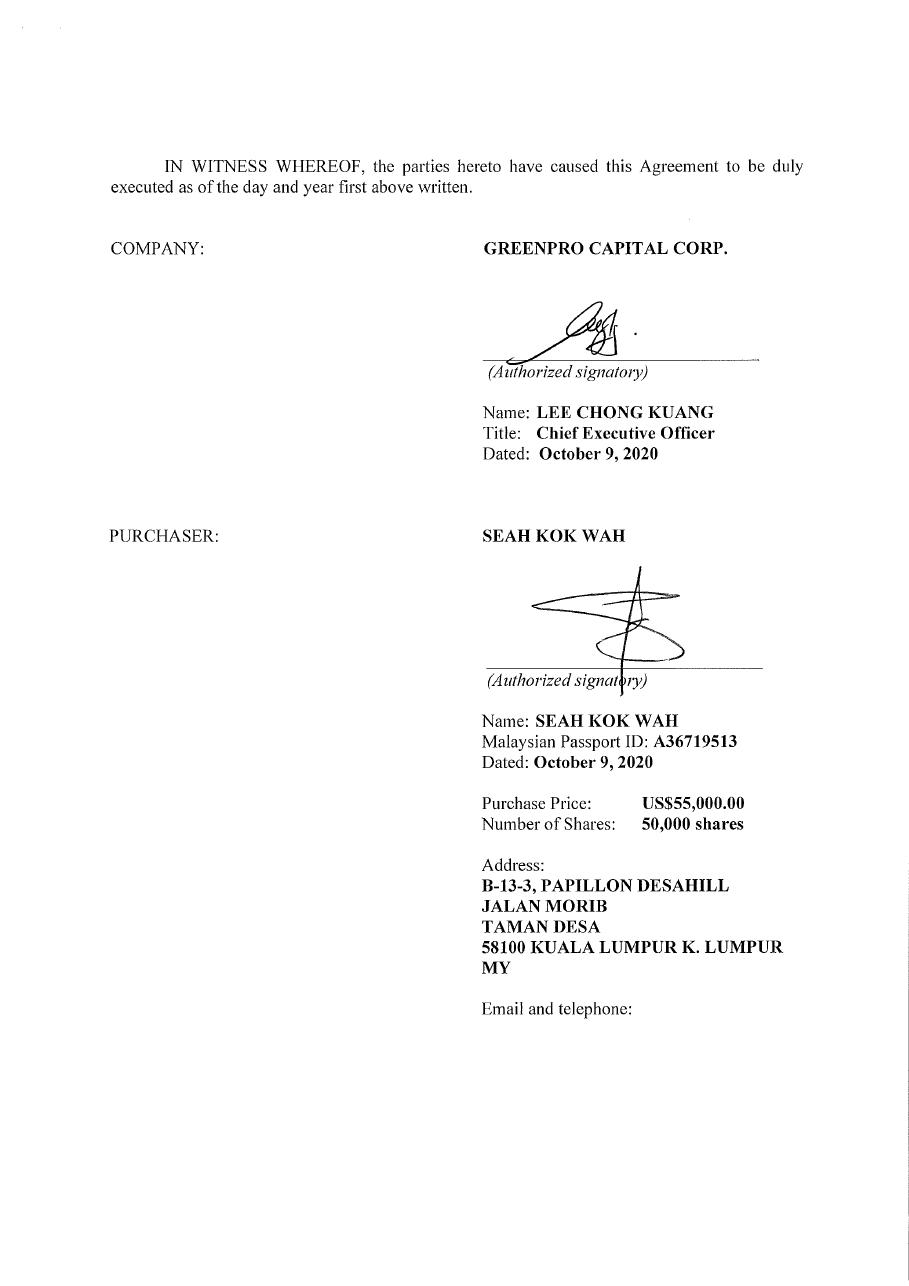 IN WITNESS WHEREOF, the parties hereto have caused this Agreement to be duly
executed as of the day and year first above written.
COMPANY: GREENPRO CAPITAL CORP.
(Authorized signatory)
Name: LEE CHONG KUANG
Title: Chief Executive Officer
Dated: October 9, 2020
PURCHASER: SEAH KOK WAH
(Authorized signatory)
Name: SEAH KOK WAH
Malaysian Passport ID: A36719513
Dated: October 9, 2020
Purchase Price: US$55,000.00
Number of Shares: 50,000 shares
Address:
B-13-3, PAPILLON DESAHILL
JALAN MORIB
TAMAN DESA
58100 KUALA LUMPUR K. LUMPUR
MY
Email and telephone: